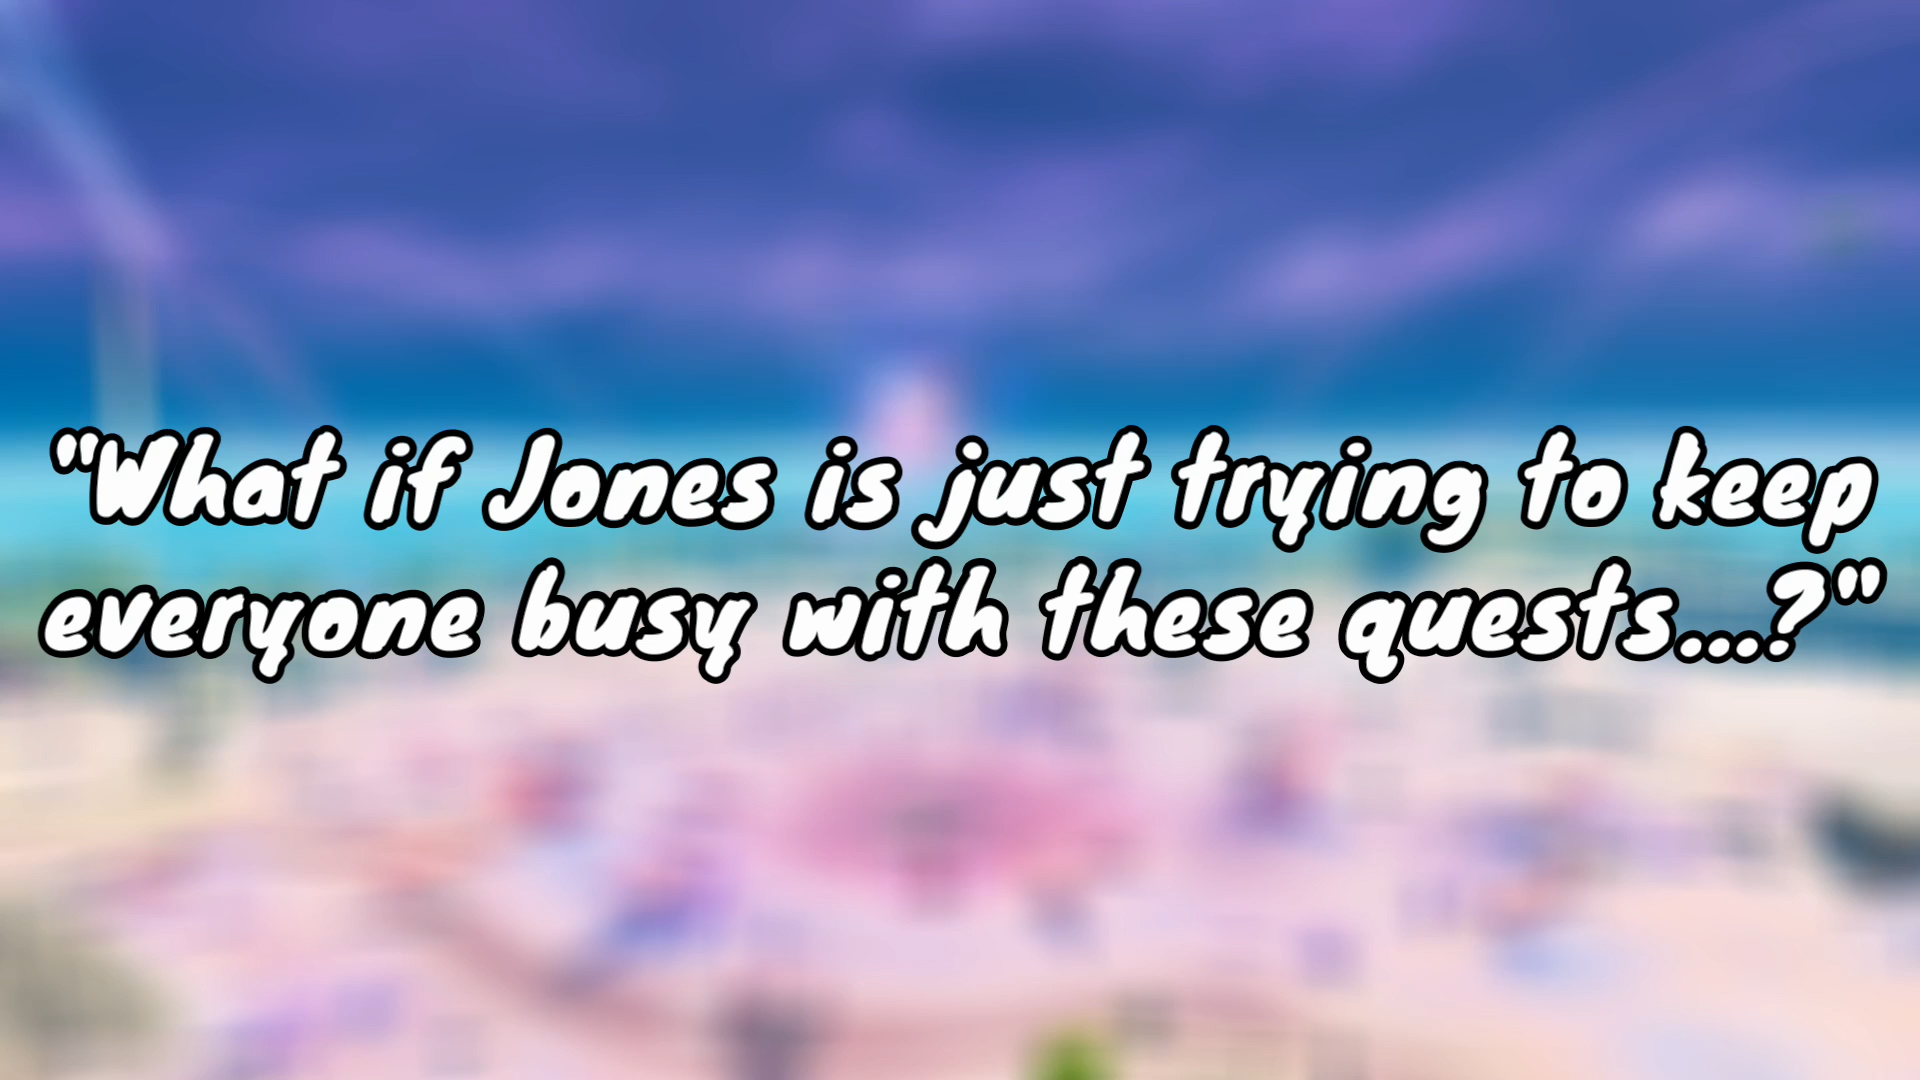 "What if Jones is just trying to keep
everyone busy with these quests...?"